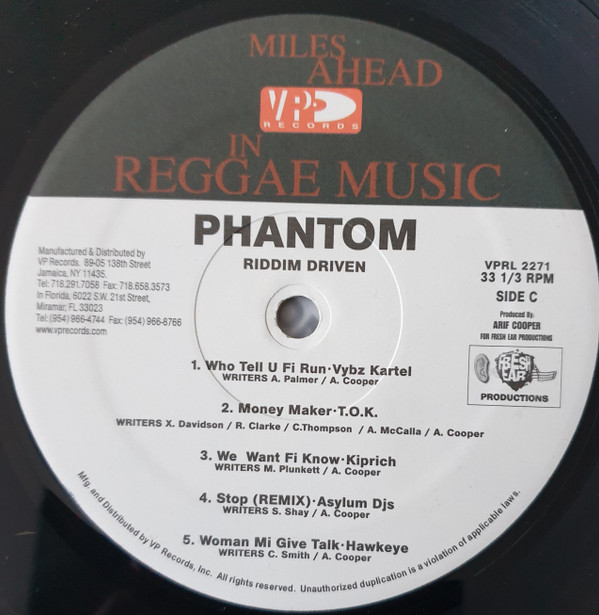 MILES
AHEAD
VP
RECORDS
IN
REGGAE MUSIC
PHANTOM
RIDDIM DRIVEN
Manufactured & Distributed by
VP Records. 89-05 138th Street
Jamaica, NY 11435.
Tel: 718.291.7058 Fax: 718.658.3573
In Florida, 6022 S.W. 21st Street,
Miramar, FL 33023
Tel: (954) 966-4744 Fax: (954) 966-8766
www.vprecords.com
VPRL 2271
33 1/3 RPM
SIDE C
Produced By:
ARIF COOPER
FOR FRESH EAR PRODUCTIONS
FRESH
EAR
PRODUCTIONS
1. Who Tell U Fi Run·Vybz Kartel
WRITERS A. Palmer / A. Cooper
2. Money Maker·T.O.K.
WRITERS X. Davidson / R. Clarke / C.Thompson / A. McCalla / A. Cooper
3. We Want Fi Know·Kiprich
WRITERS M. Plunkett / A. Cooper
4. Stop (REMIX)·Asylum Djs
WRITERS S. Shay / A. Cooper
5. Woman Mi Give Talk·Hawkeye
WRITERS C. Smith / A. Cooper
Mfg. and Distributed by VP Records, Inc. All rights reserved. Unauthorized duplication is a violation of applicable laws.